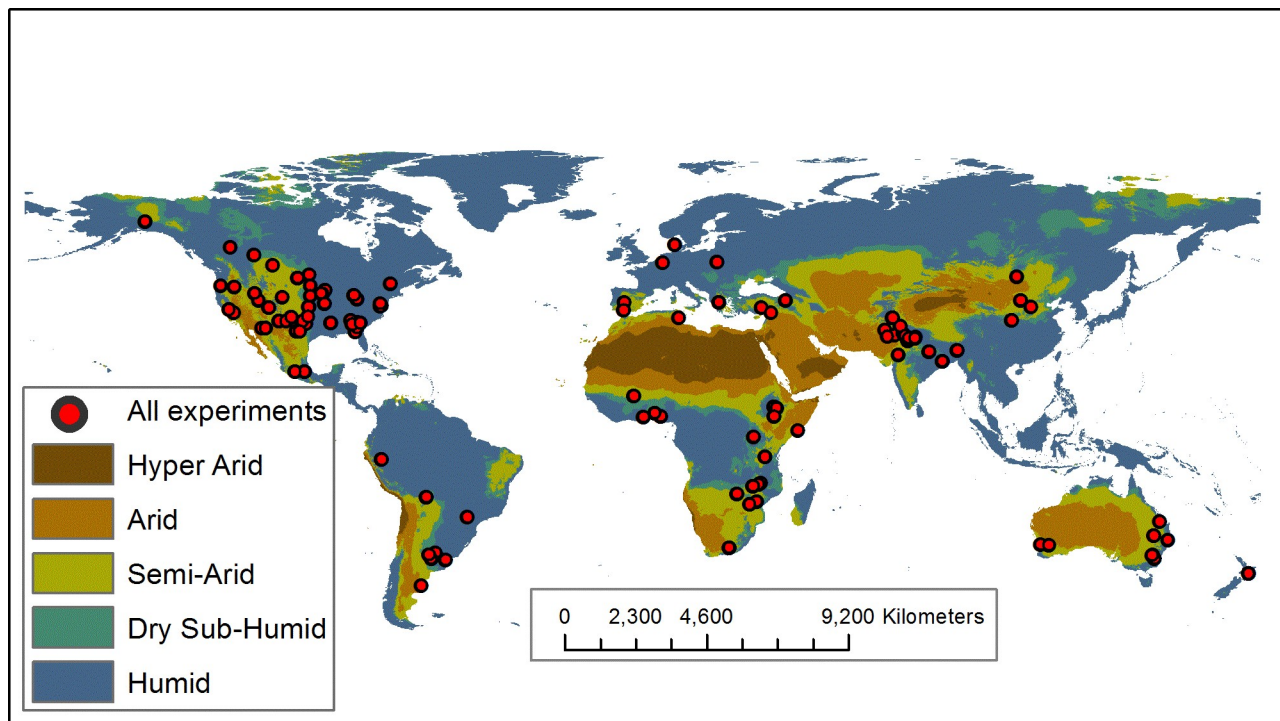 All experiments
Hyper Arid
Arid
Semi-Arid
Dry Sub-Humid
Humid
0 2,300 4,600 9,200 Kilometers